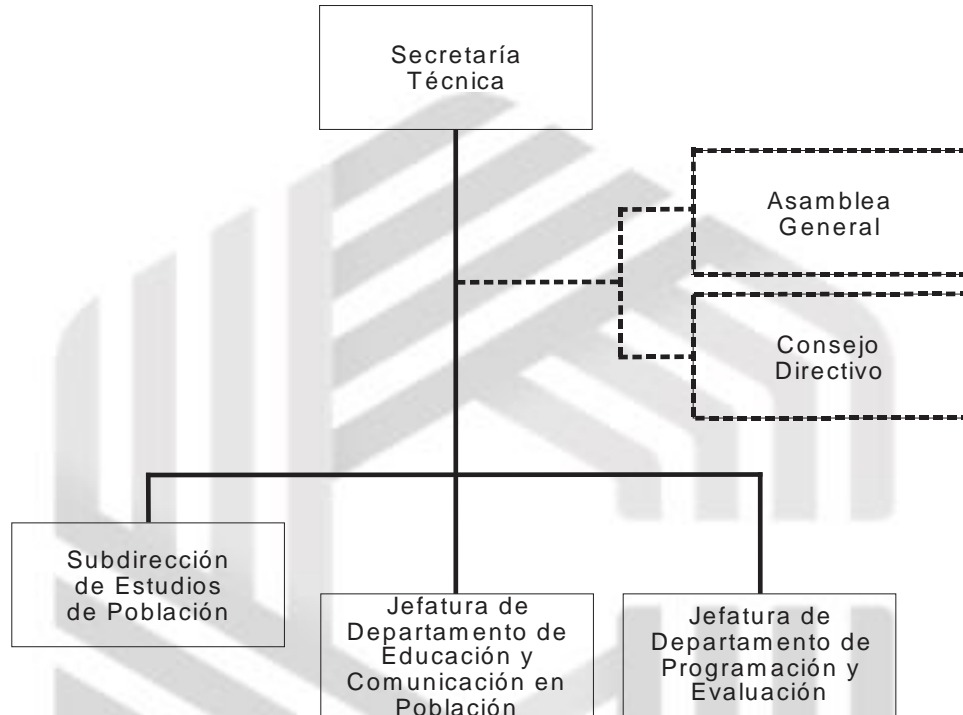 Secretaría
Técnica
Asamblea
General
Consejo
Directivo
Subdirección
de Estudios
de Población
Jefatura de
Departamento de
Educación y
Comunicación en
Población
Jefatura de
Departamento de
Programación y
Evaluación